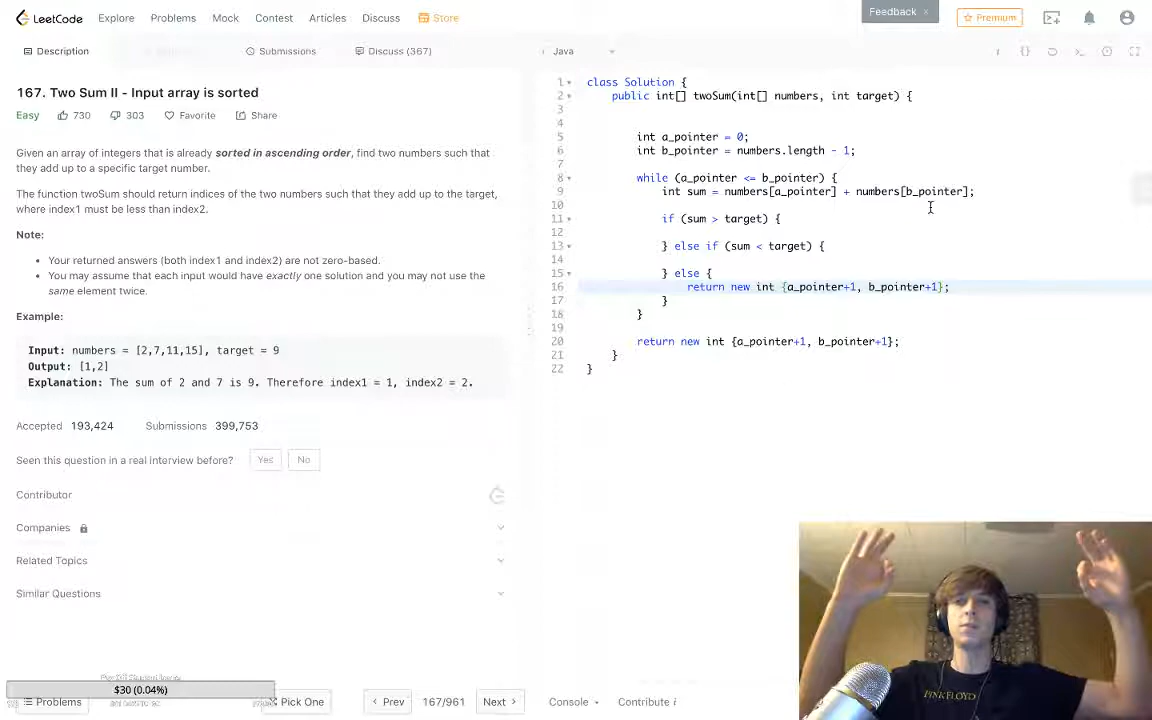 LeetCode Explore Problems Mock Contest Articles Discuss Store Feedback × Premium
Description Submissions Discuss (367) i Java
167. Two Sum II - Input array is sorted
Easy 730 303 Favorite Share
Given an array of integers that is already sorted in ascending order, find two numbers such that
they add up to a specific target number.
The function twoSum should return indices of the two numbers such that they add up to the target,
where index1 must be less than index2.
Note:
Your returned answers (both index1 and index2) are not zero-based.
You may assume that each input would have exactly one solution and you may not use the
same element twice.
Example:
Input: numbers = [2,7,11,15], target = 9
Output: [1,2]
Explanation: The sum of 2 and 7 is 9. Therefore index1 = 1, index2 = 2.
Accepted 193,424 Submissions 399,753
Seen this question in a real interview before? Yes No
Contributor
Companies
Related Topics
Similar Questions
$30 (0.04%)
Problems Pick One < Prev 167/961 Next > Console Contribute i
1 class Solution {
2 public int[] twoSum(int[] numbers, int target) {
3
4
5 int a_pointer = 0;
6 int b_pointer = numbers.length - 1;
7
8 while (a_pointer <= b_pointer) {
9 int sum = numbers[a_pointer] + numbers[b_pointer];
10
11 if (sum > target) {
12
13 } else if (sum < target) {
14
15 } else {
16 return new int {a_pointer+1, b_pointer+1};
17 }
18 }
19
20 return new int {a_pointer+1, b_pointer+1};
21 }
22 }
PINK FLOYD